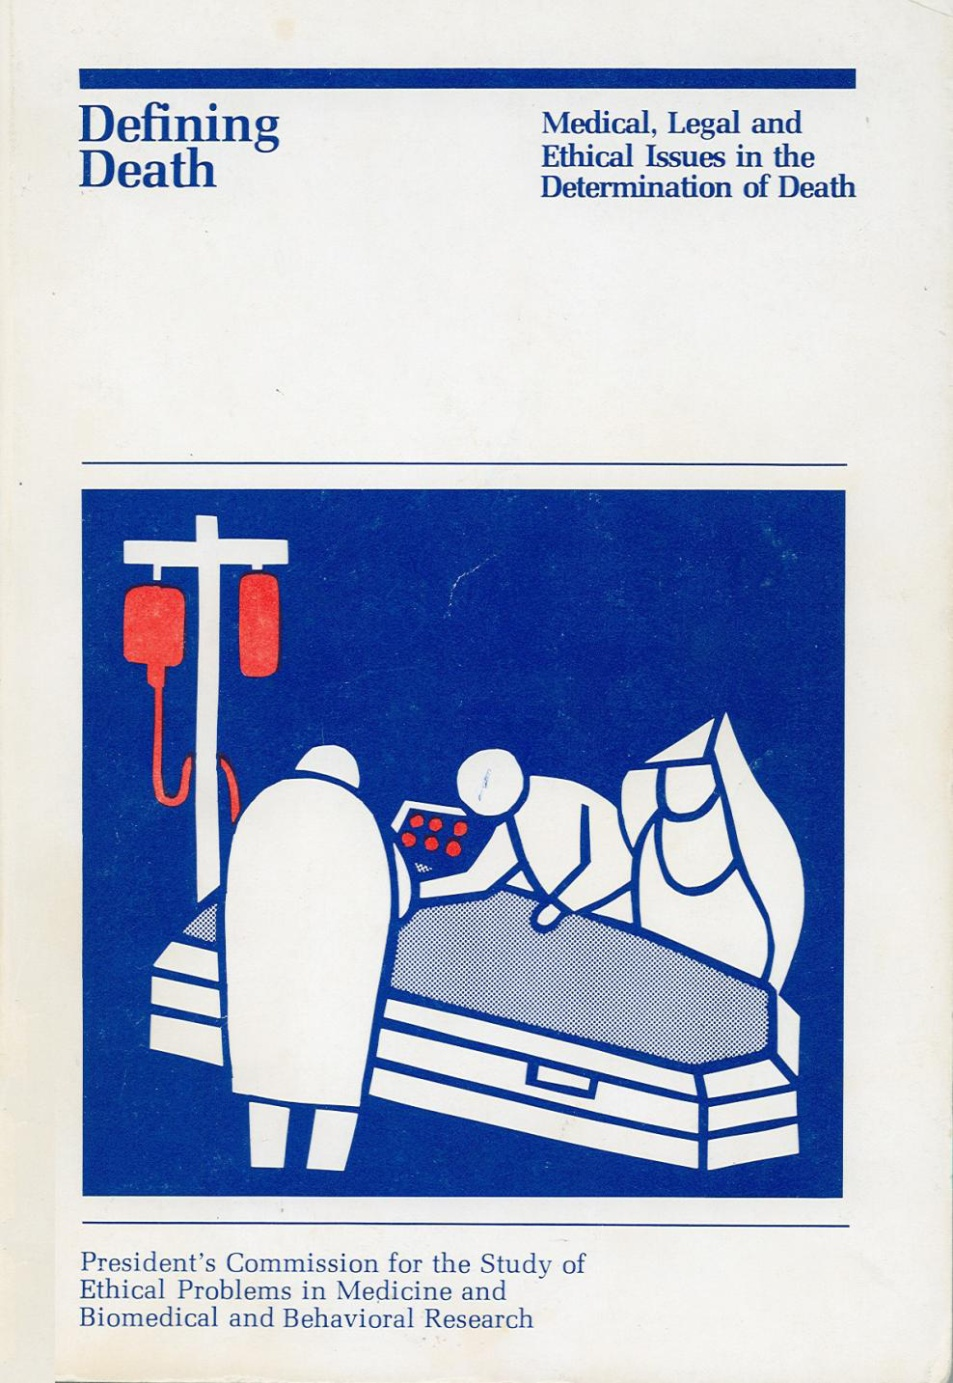 Defining
Death
Medical, Legal and
Ethical Issues in the
Determination of Death
President's Commission for the Study of
Ethical Problems in Medicine and
Biomedical and Behavioral Research